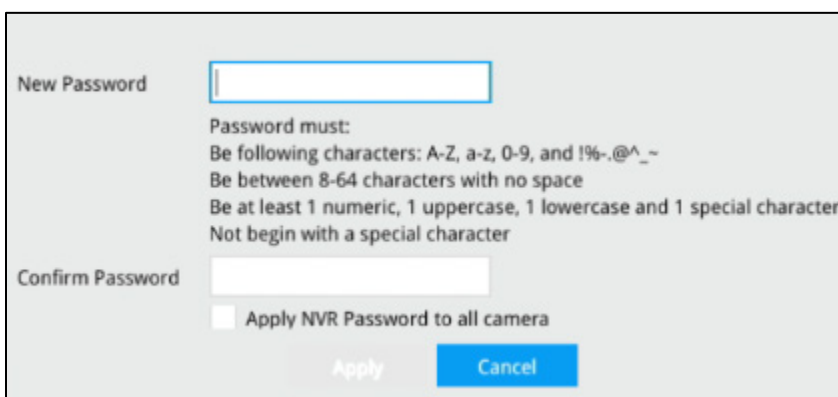 New Password
Password must:
Be following characters: A-Z, a-z, 0-9, and !%-.@^_~
Be between 8-64 characters with no space
Be at least 1 numeric, 1 uppercase, 1 lowercase and 1 special character
Not begin with a special character
Confirm Password
Apply NVR Password to all camera
Apply Cancel